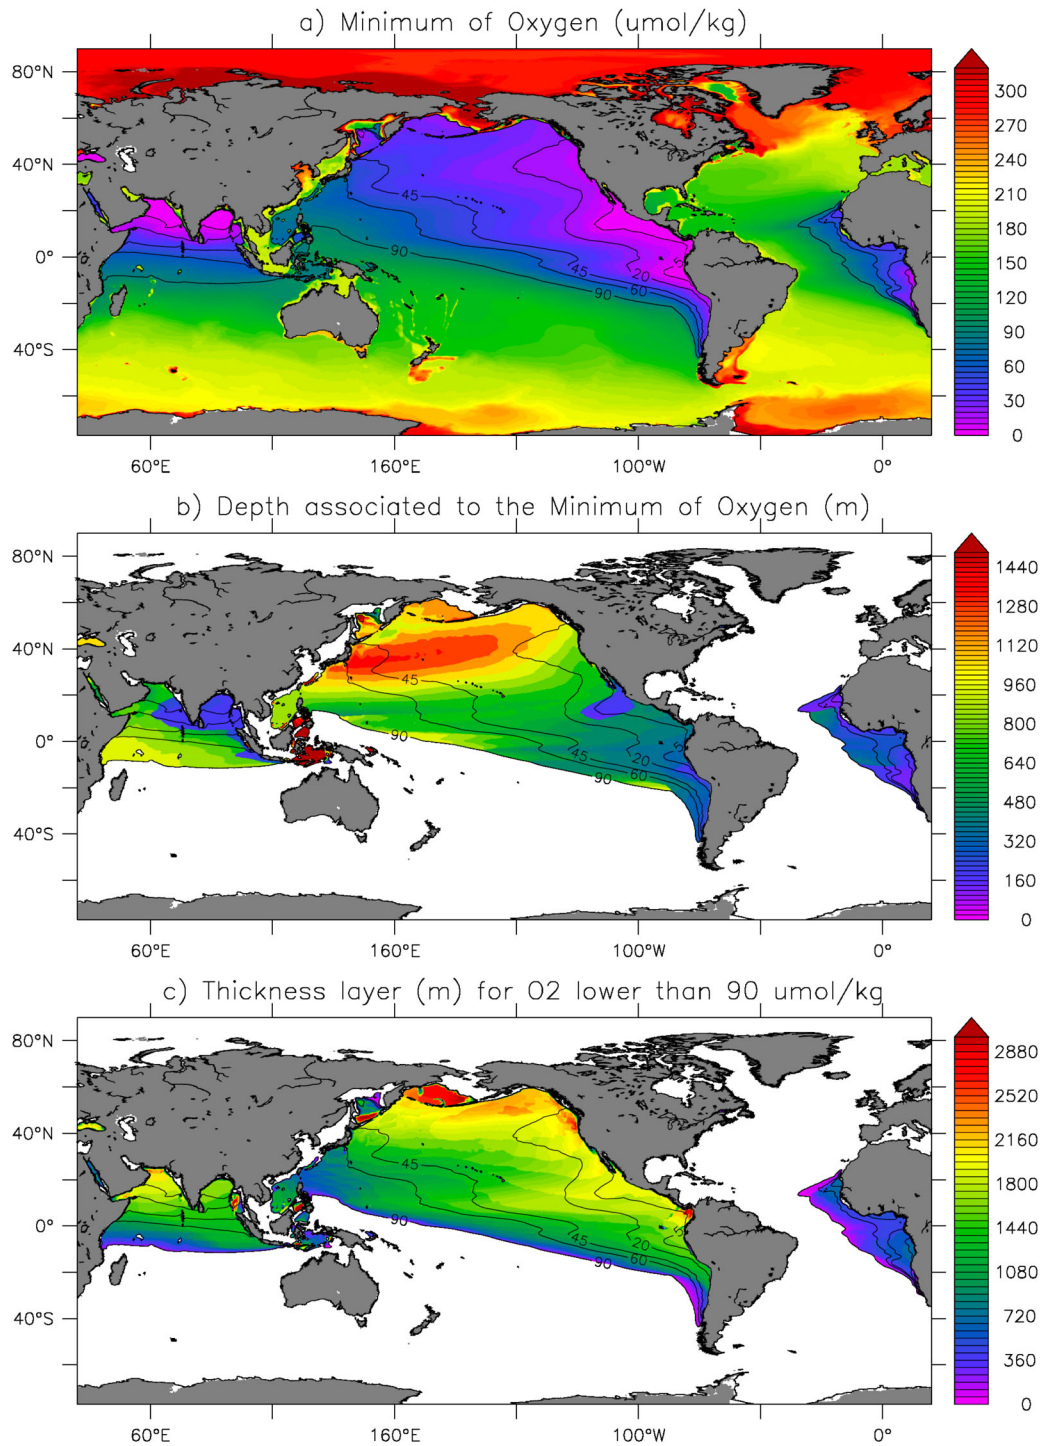 a) Minimum of Oxygen (umol/kg)
80°N
40°N
0°
40°S
60°E
160°E
100°W
0°
45
90
45
20
5
60
90
300
270
240
210
180
150
120
90
60
30
0
b) Depth associated to the Minimum of Oxygen (m)
80°N
40°N
0°
40°S
60°E
160°E
100°W
0°
45
90
45
20
5
60
90
1440
1280
1120
960
800
640
480
320
160
0
c) Thickness layer (m) for O2 lower than 90 umol/kg
80°N
40°N
0°
40°S
60°E
160°E
100°W
0°
45
90
45
20
5
60
90
2880
2520
2160
1800
1440
1080
720
360
0